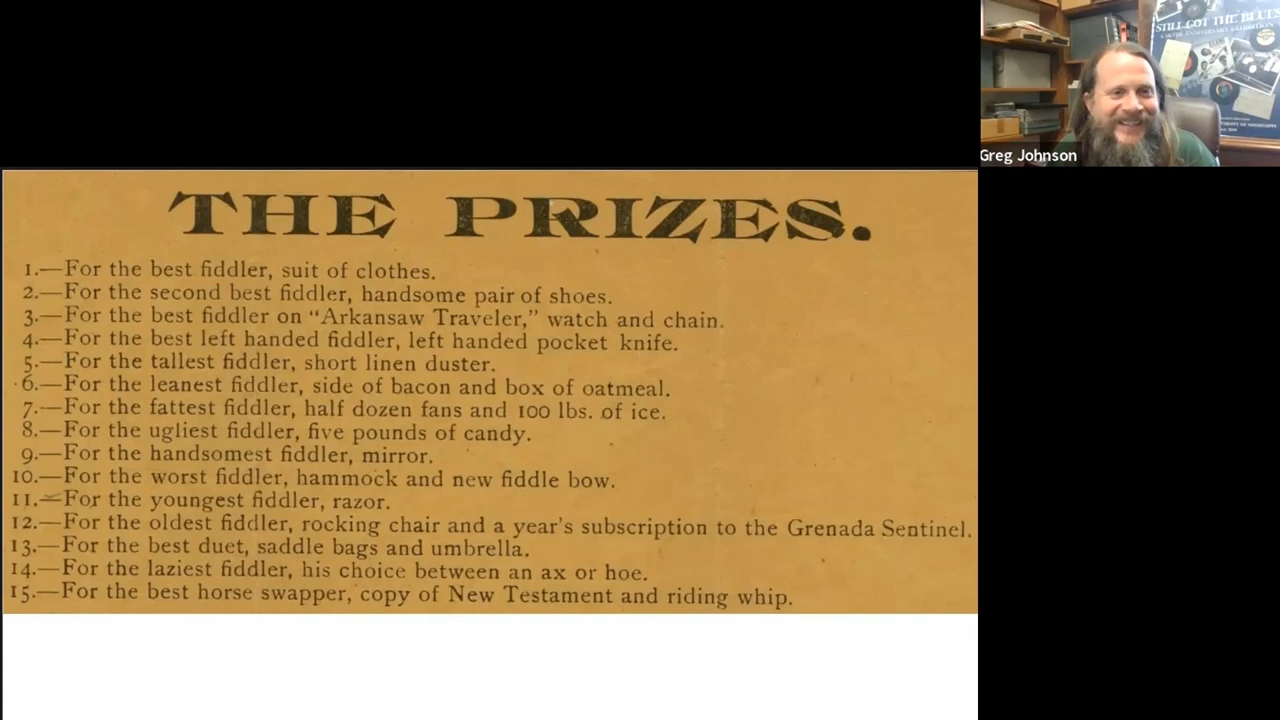 STILL GOT THE BLUES
Greg Johnson
THE PRIZES.
1.—For the best fiddler, suit of clothes.
2.—For the second best fiddler, handsome pair of shoes.
3.—For the best fiddler on “Arkansaw Traveler,” watch and chain.
4.—For the best left handed fiddler, left handed pocket knife.
5.—For the tallest fiddler, short linen duster.
6.—For the leanest fiddler, side of bacon and box of oatmeal.
7.—For the fattest fiddler, half dozen fans and 100 lbs. of ice.
8.—For the ugliest fiddler, five pounds of candy.
9.—For the handsomest fiddler, mirror.
10.—For the worst fiddler, hammock and new fiddle bow.
11.—For the youngest fiddler, razor.
12.—For the oldest fiddler, rocking chair and a year’s subscription to the Grenada Sentinel.
13.—For the best duet, saddle bags and umbrella.
14.—For the laziest fiddler, his choice between an ax or hoe.
15.—For the best horse swapper, copy of New Testament and riding whip.